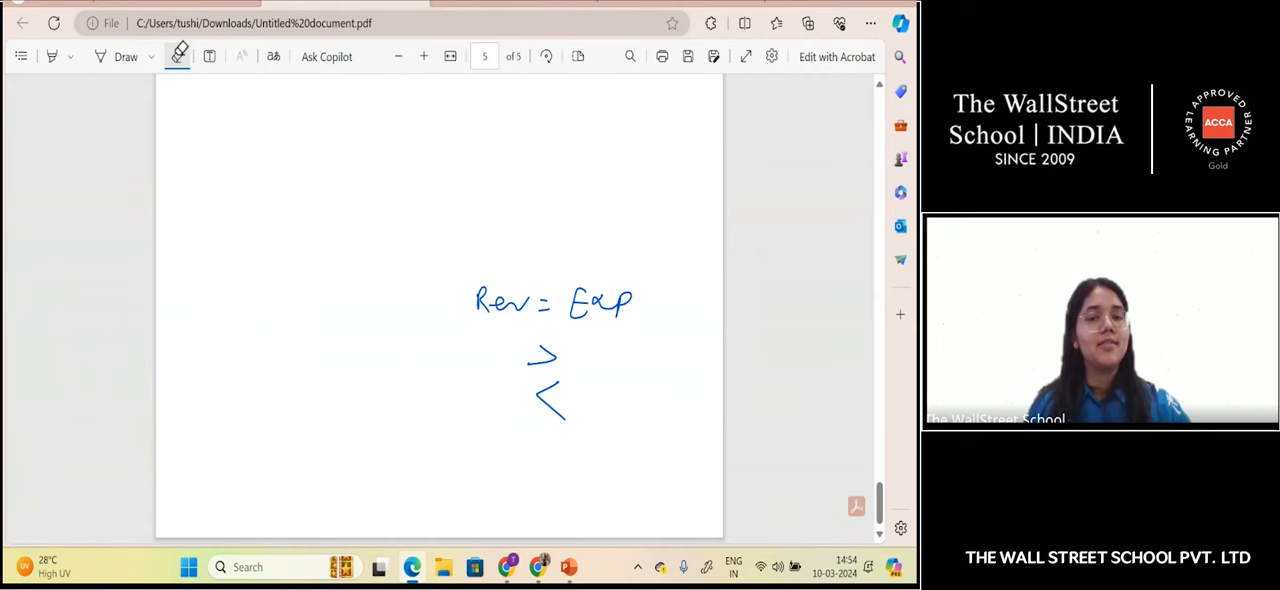 File
C:/Users/tushi/Downloads/Untitled%20document.pdf
Draw
Ask Copilot
5
of 5
Edit with Acrobat
Rev = Exp
>
<
The WallStreet
School | INDIA
SINCE 2009
APPROVED
LEARNING PARTNER
ACCA
Gold
The WallStreet School
THE WALL STREET SCHOOL PVT. LTD
28°C
High UV
Search
ENG
IN
14:54
10-03-2024